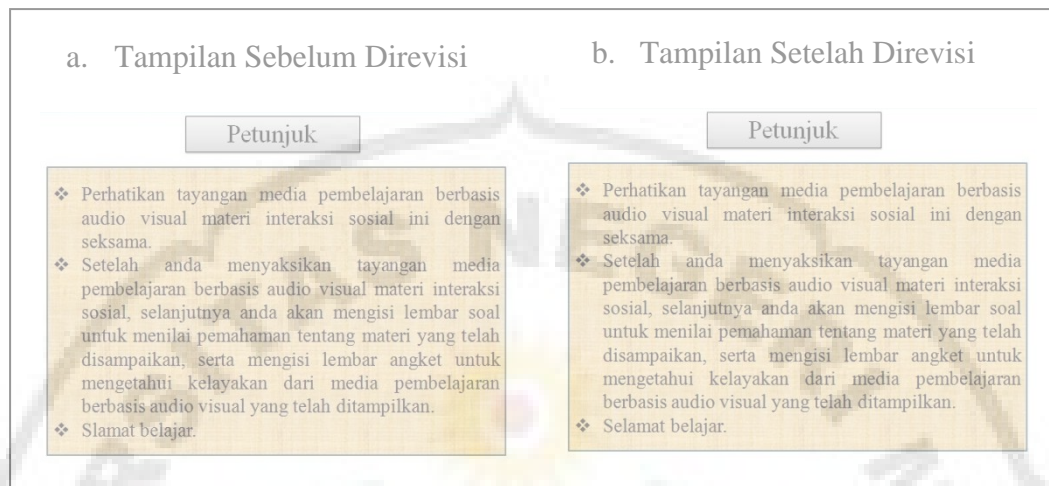 a. Tampilan Sebelum Direvisi
Petunjuk
❖ Perhatikan tayangan media pembelajaran berbasis
audio visual materi interaksi sosial ini dengan
seksama.
❖ Setelah anda menyaksikan tayangan media
pembelajaran berbasis audio visual materi interaksi
sosial, selanjutnya anda akan mengisi lembar soal
untuk menilai pemahaman tentang materi yang telah
disampaikan, serta mengisi lembar angket untuk
mengetahui kelayakan dari media pembelajaran
berbasis audio visual yang telah ditampilkan.
❖ Slamat belajar.
b. Tampilan Setelah Direvisi
Petunjuk
❖ Perhatikan tayangan media pembelajaran berbasis
audio visual materi interaksi sosial ini dengan
seksama.
❖ Setelah anda menyaksikan tayangan media
pembelajaran berbasis audio visual materi interaksi
sosial, selanjutnya anda akan mengisi lembar soal
untuk menilai pemahaman tentang materi yang telah
disampaikan, serta mengisi lembar angket untuk
mengetahui kelayakan dari media pembelajaran
berbasis audio visual yang telah ditampilkan.
❖ Selamat belajar.
SITAS NEGERI